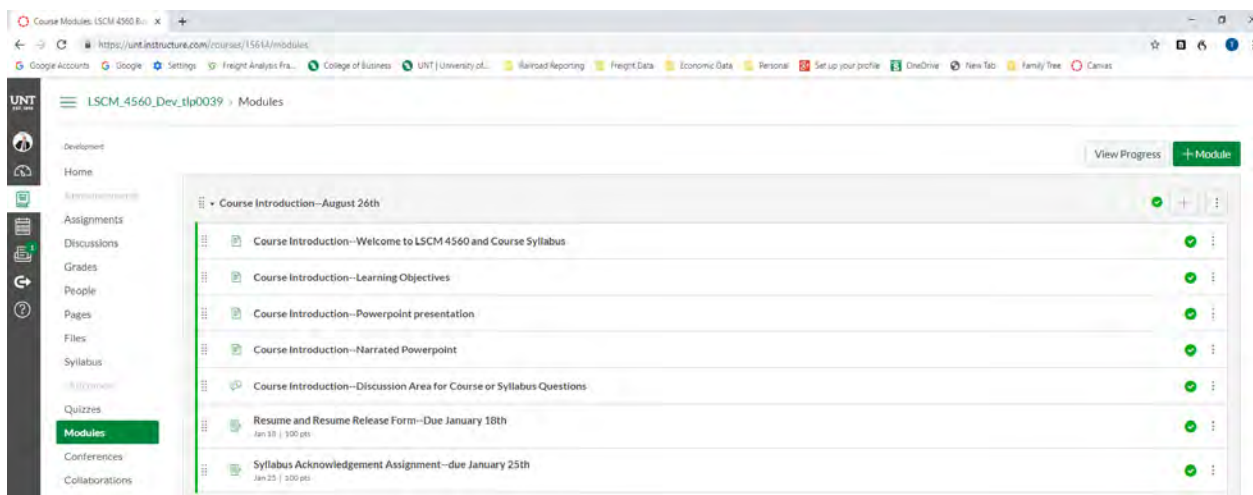 Course Modules: LSCM 4560
https://unt.instructure.com/courses/15614/modules
Google Accounts Google Settings Freight Analysis Fra... College of Business UNT | University of... Railroad Reporting Freight Data Economic Data Personal Set up your profile OneDrive New Tab Family Tree Canvas
UNT
LSCM_4560_Dev_tlp0039 › Modules
Development
View Progress
+ Module
Home
Announcements
Course Introduction--August 26th
Assignments
Discussions
Course Introduction--Welcome to LSCM 4560 and Course Syllabus
Grades
Course Introduction--Learning Objectives
People
Pages
Course Introduction--Powerpoint presentation
Files
Course Introduction--Narrated Powerpoint
Syllabus
Outcomes
Course Introduction--Discussion Area for Course or Syllabus Questions
Quizzes
Resume and Resume Release Form--Due January 18th
Modules
Jan 18 | 100 pts
Conferences
Syllabus Acknowledgement Assignment--due January 25th
Jan 25 | 100 pts
Collaborations